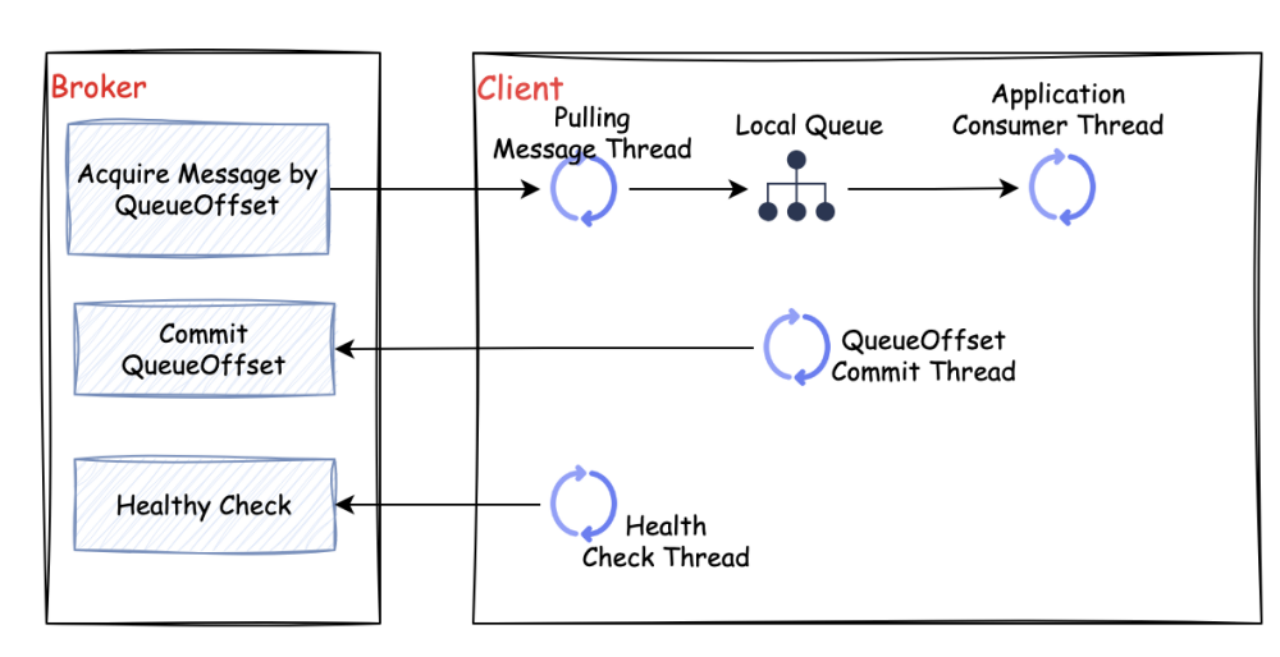 Broker
Acquire Message by
QueueOffset
Commit
QueueOffset
Healthy Check
Client
Pulling
Message Thread
Local Queue
Application
Consumer Thread
QueueOffset
Commit Thread
Health
Check Thread